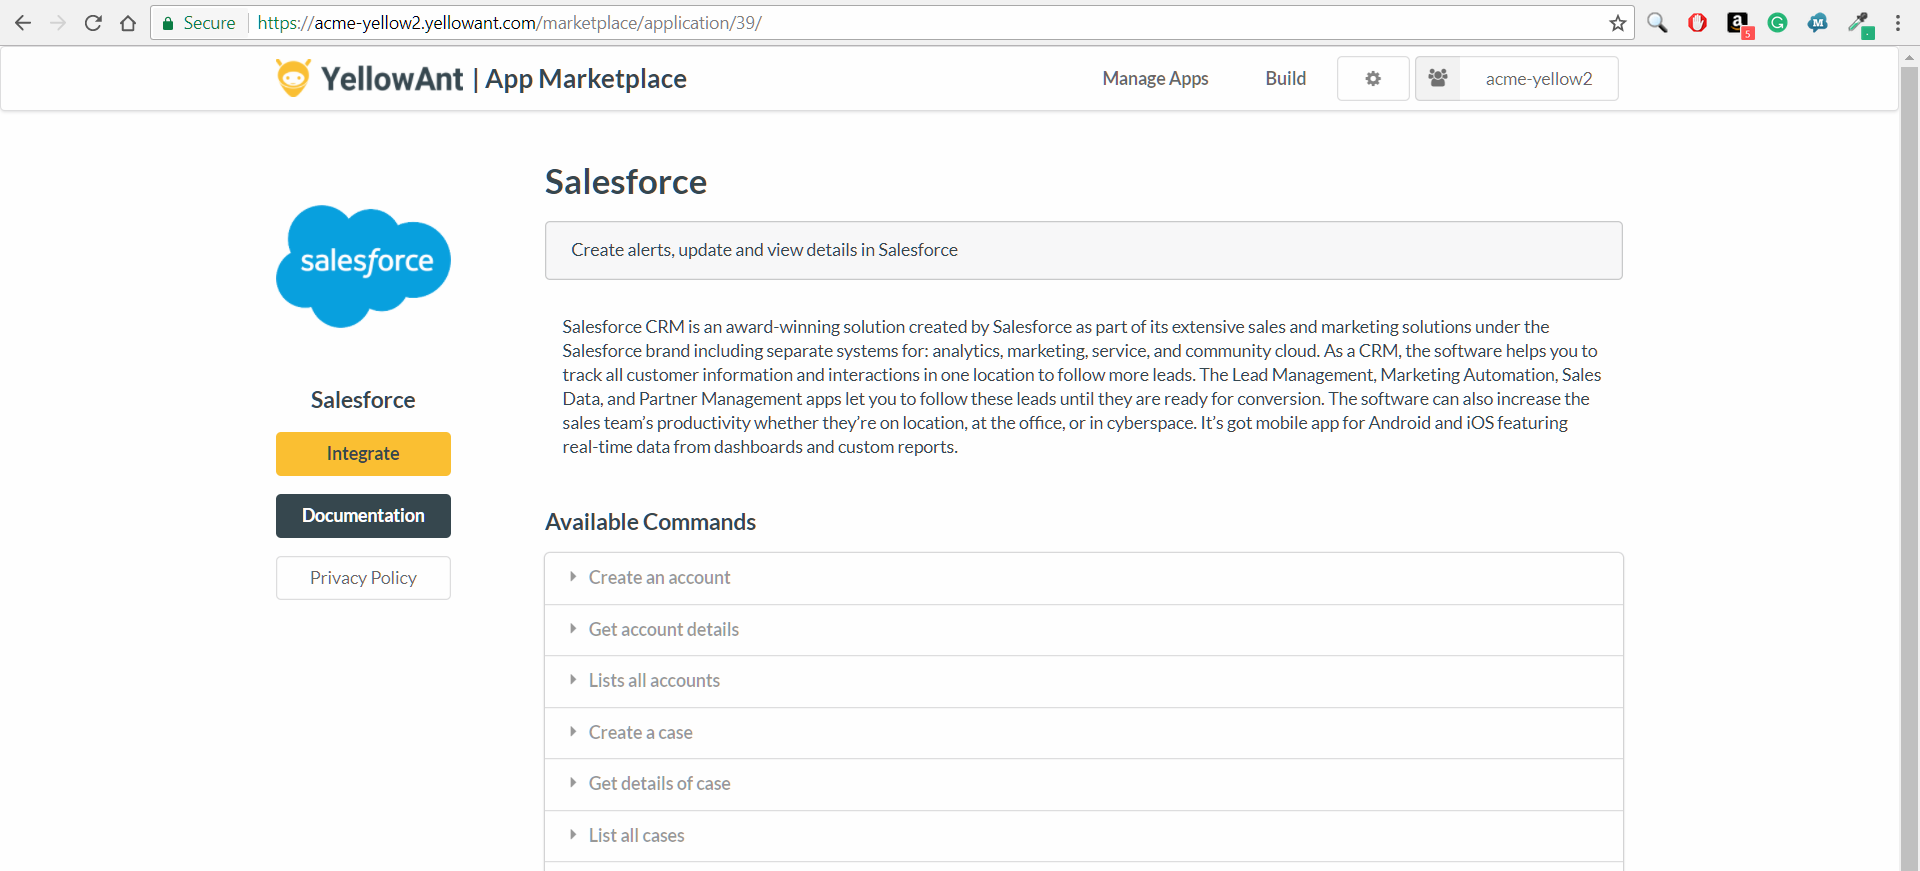 Secure https://acme-yellow2.yellowant.com/marketplace/application/39/
a
5
G
M
YellowAnt | App Marketplace
Manage Apps
Build
acme-yellow2
salesforce
Salesforce
Integrate
Documentation
Privacy Policy
Salesforce
Create alerts, update and view details in Salesforce
Salesforce CRM is an award-winning solution created by Salesforce as part of its extensive sales and marketing solutions under the
Salesforce brand including separate systems for: analytics, marketing, service, and community cloud. As a CRM, the software helps you to
track all customer information and interactions in one location to follow more leads. The Lead Management, Marketing Automation, Sales
Data, and Partner Management apps let you to follow these leads until they are ready for conversion. The software can also increase the
sales team’s productivity whether they’re on location, at the office, or in cyberspace. It’s got mobile app for Android and iOS featuring
real-time data from dashboards and custom reports.
Available Commands
Create an account
Get account details
Lists all accounts
Create a case
Get details of case
List all cases